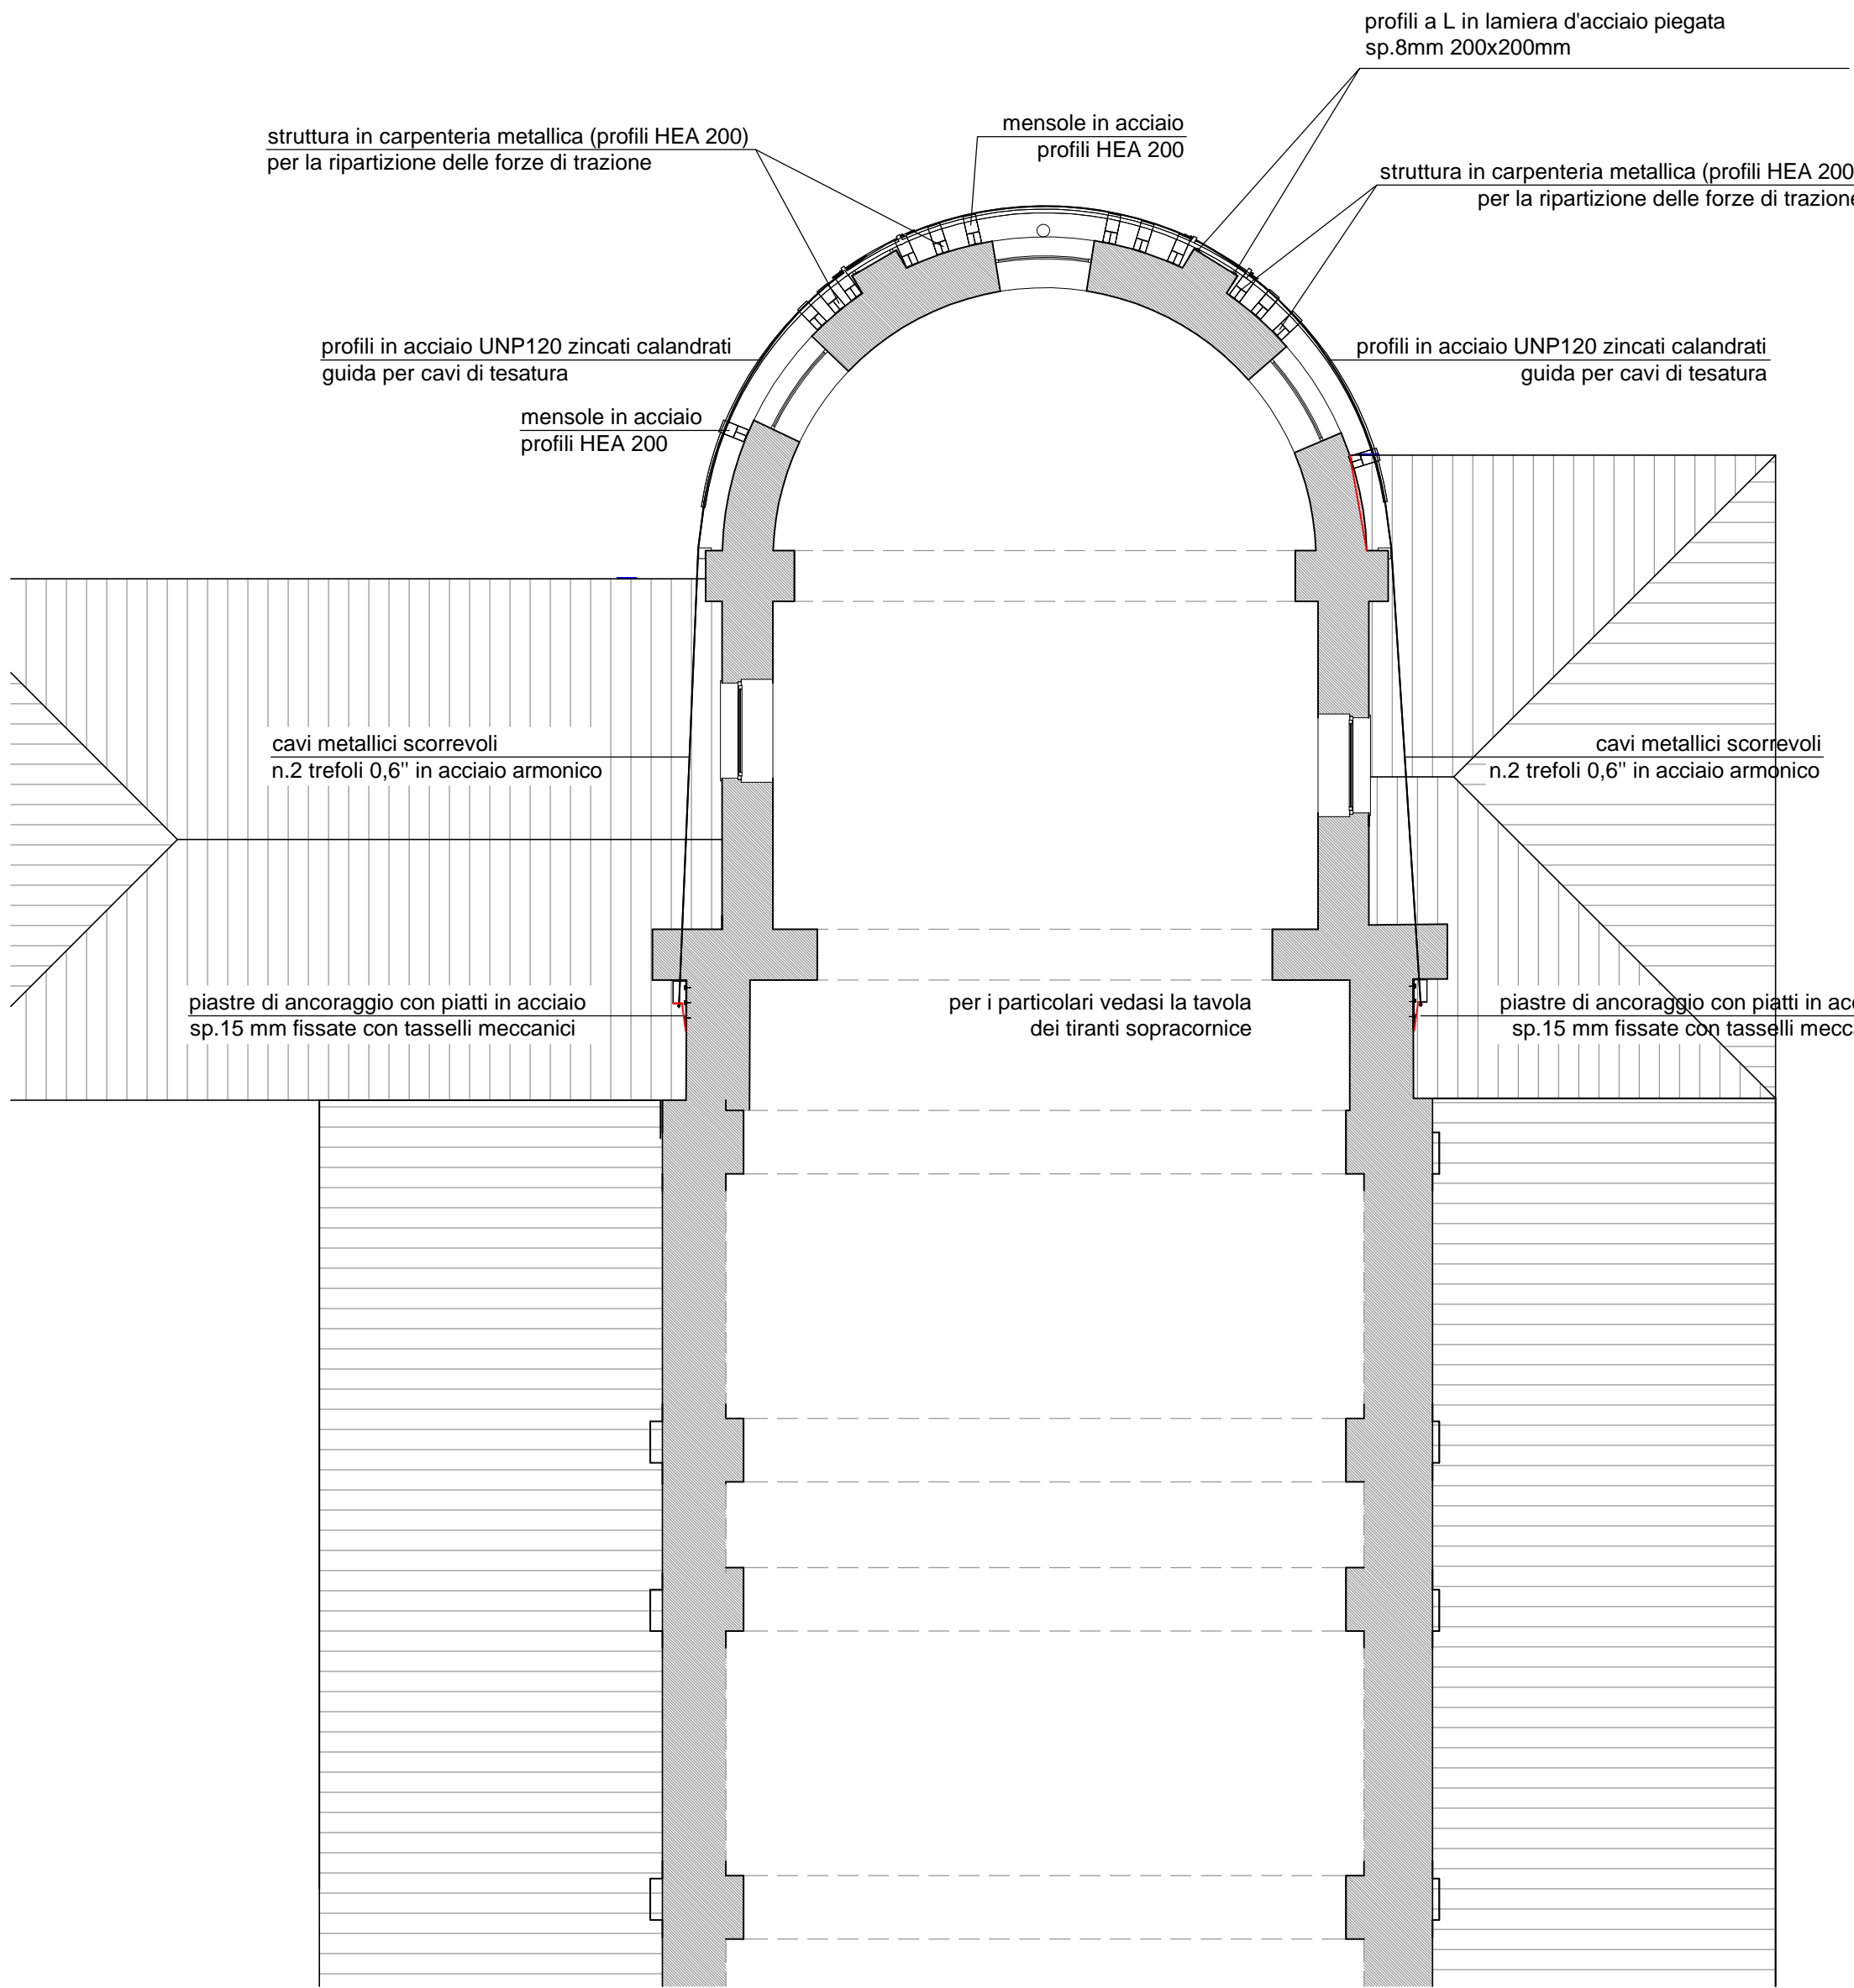 profili a L in lamiera d'acciaio piegata
sp.8mm 200x200mm
mensole in acciaio
profili HEA 200
struttura in carpenteria metallica (profili HEA 200)
per la ripartizione delle forze di trazione
struttura in carpenteria metallica (profili HEA 200
per la ripartizione delle forze di trazione
profili in acciaio UNP120 zincati calandrati
guida per cavi di tesatura
profili in acciaio UNP120 zincati calandrati
guida per cavi di tesatura
mensole in acciaio
profili HEA 200
cavi metallici scorrevoli
n.2 trefoli 0,6" in acciaio armonico
cavi metallici scorrevoli
n.2 trefoli 0,6" in acciaio armonico
piastre di ancoraggio con piatti in acciaio
sp.15 mm fissate con tasselli meccanici
per i particolari vedasi la tavola
dei tiranti sopracornice
piastre di ancoraggio con piatti in
sp.15 mm fissate con tasselli